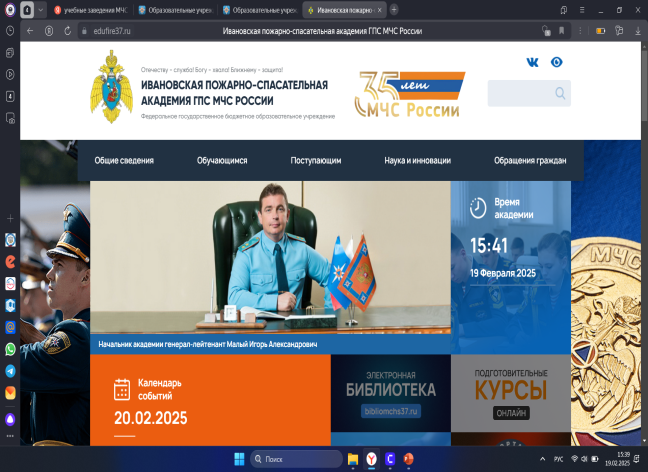 учебные заведения МЧС
Образовательные учреж
Образовательные учреж
Ивановская пожарно-
4
edufire37.ru
Ивановская пожарно-спасательная академия ГПС МЧС России
Отечеству - службу! Богу - хвала! Ближнему - защита!
ИВАНОВСКАЯ ПОЖАРНО-СПАСАТЕЛЬНАЯ
АКАДЕМИЯ ГПС МЧС РОССИИ
Федеральное государственное бюджетное образовательное учреждение
35 лет
МЧС России
Общие сведения
Обучающимся
Поступающим
Наука и инновации
Обращения граждан
Время
академии
15:41
19 Февраля 2025
МЧС
Начальник академии генерал-лейтенант Малый Игорь Александрович
Календарь
событий
20.02.2025
ЭЛЕКТРОННАЯ
БИБЛИОТЕКА
bibliomchs37.ru
ПОДГОТОВИТЕЛЬНЫЕ
КУРСЫ
ОНЛАЙН
Поиск
РУС
15:39
19.02.2025